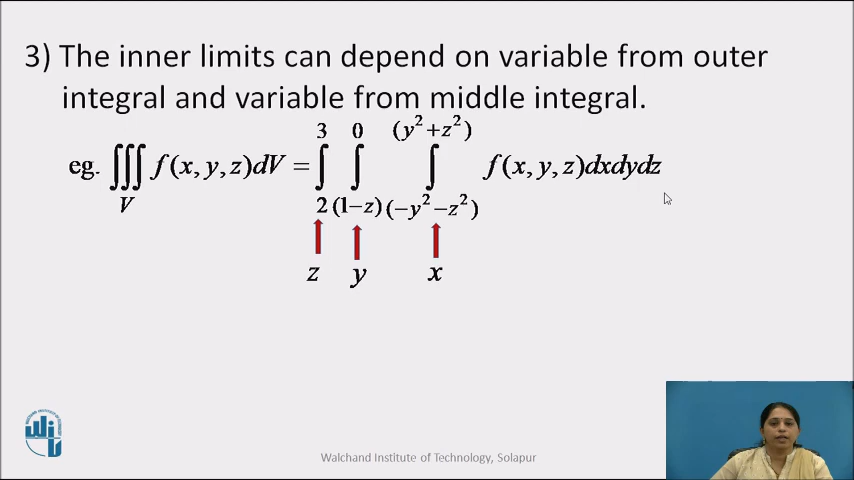 3) The inner limits can depend on variable from outer
integral and variable from middle integral.
3 0 (y²+z²)
eg. ∭ f(x, y, z)dV = ∫ ∫ ∫ f(x, y, z)dxdydz
V 2 (1−z) (−y²−z²)
z y x
Walchand Institute of Technology, Solapur